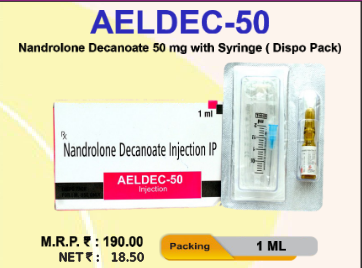 AELDEC-50
Nandrolone Decanoate 50 mg with Syringe ( Dispo Pack)
1 ml
Rx
Nandrolone Decanoate Injection IP
AELDEC-50
Injection
M.R.P. ₹ : 190.00
NET ₹ : 18.50
Packing 1 ML